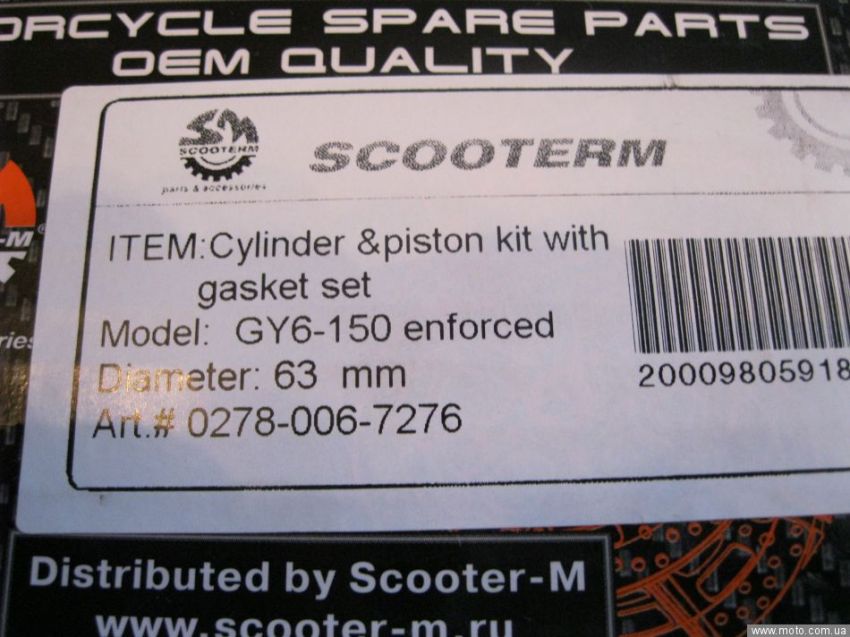 ORCYCLE SPARE PARTS
OEM QUALITY
SM
SCOOTERM
parts & accessories
SCOOTERM
-M®
ries
ITEM:Cylinder &piston kit with
gasket set
Model: GY6-150 enforced
Diameter: 63 mm
Art.# 0278-006-7276
20009805918
Distributed by Scooter-M
www.scooter-m.ru
www.moto.com.ua